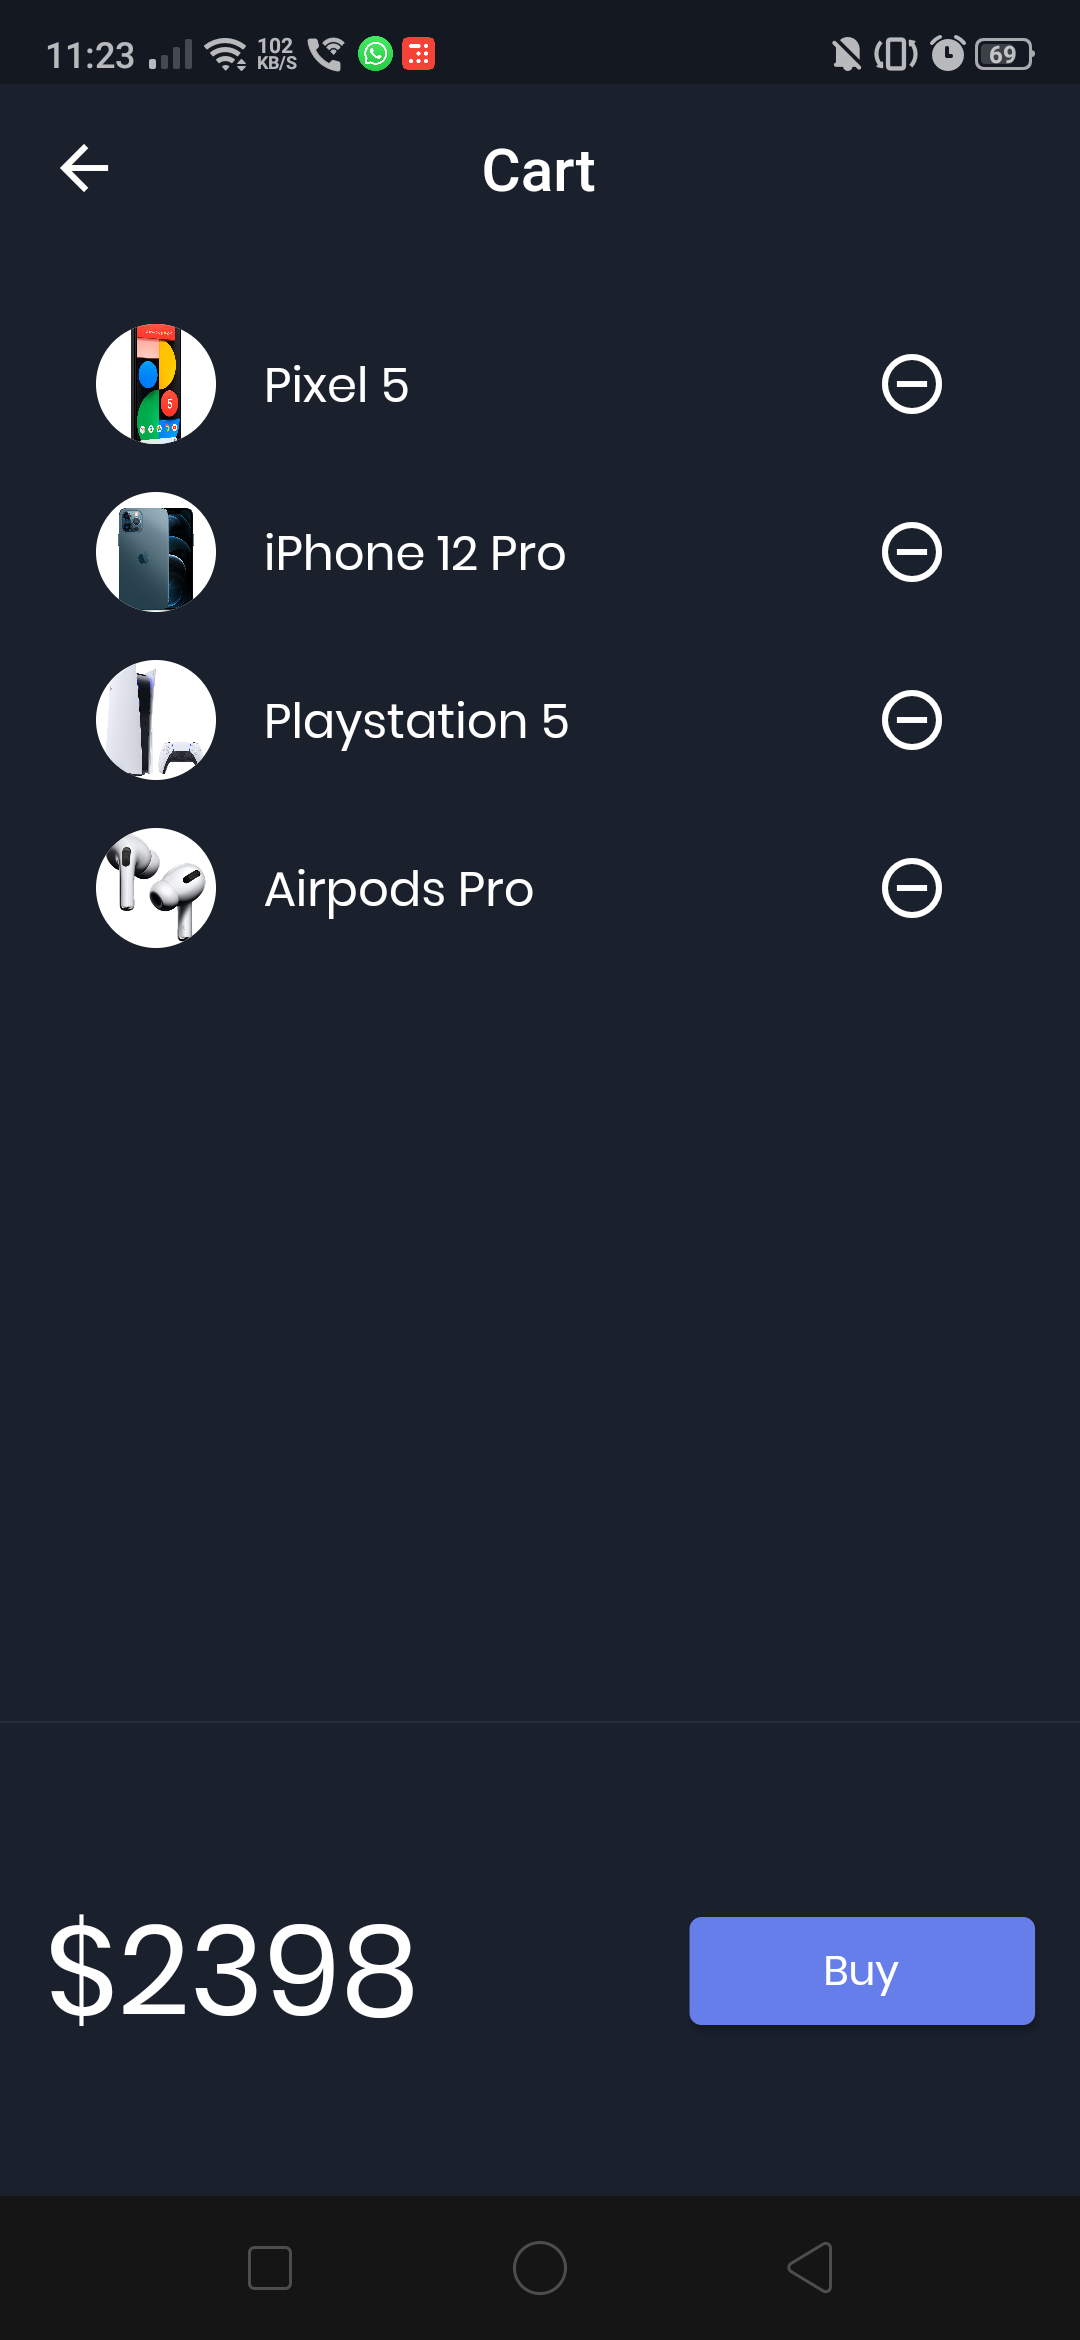 11:23 102 KB/S 69
Cart
Pixel 5
iPhone 12 Pro
Playstation 5
Airpods Pro
$2398 Buy